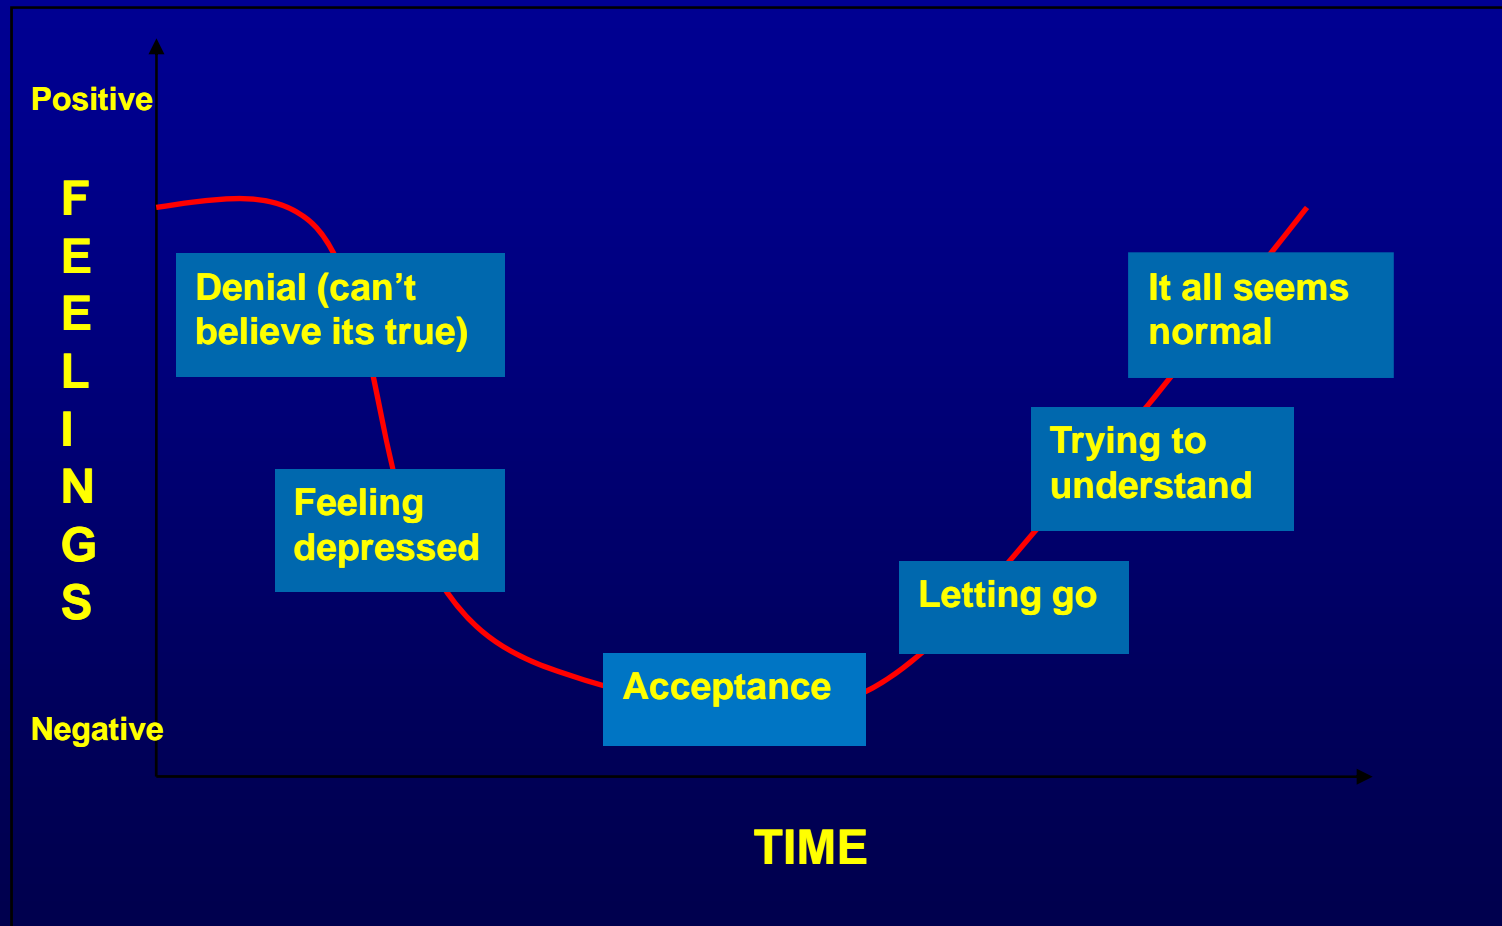 Positive
FEELINGS
Negative
Denial (can’t
believe its true)
Feeling
depressed
Acceptance
Letting go
Trying to
understand
It all seems
normal
TIME